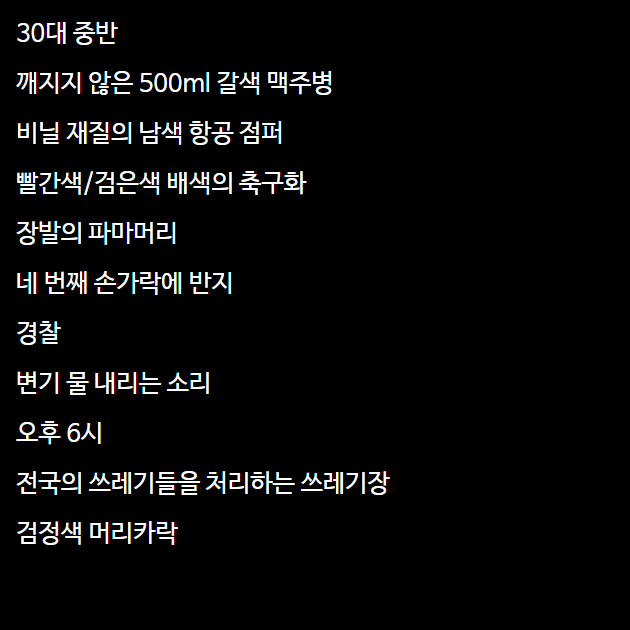 30대 중반
깨지지 않은 500ml 갈색 맥주병
비닐 재질의 남색 항공 점퍼
빨간색/검은색 배색의 축구화
장발의 파마머리
네 번째 손가락에 반지
경찰
변기 물 내리는 소리
오후 6시
전국의 쓰레기들을 처리하는 쓰레기장
검정색 머리카락